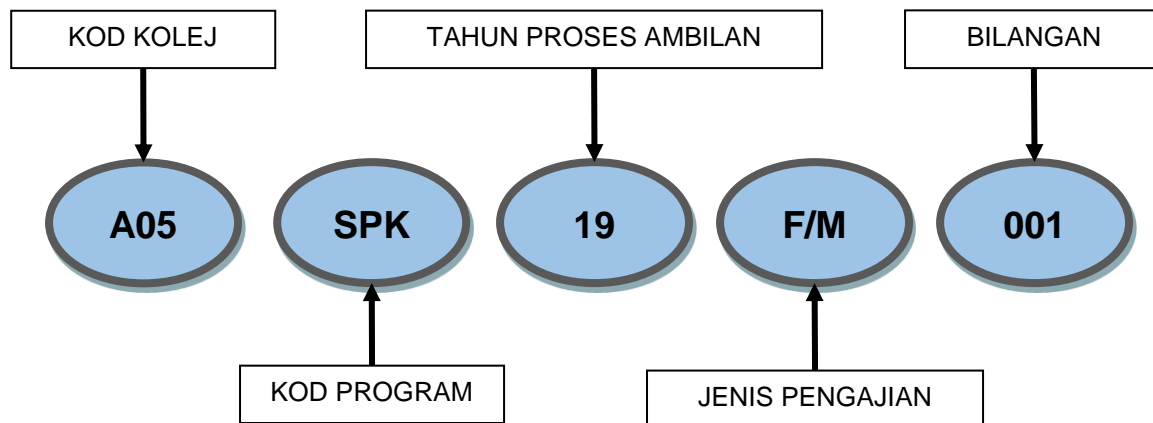 KOD KOLEJ
TAHUN PROSES AMBILAN
BILANGAN
A05
SPK
19
F/M
001
KOD PROGRAM
JENIS PENGAJIAN